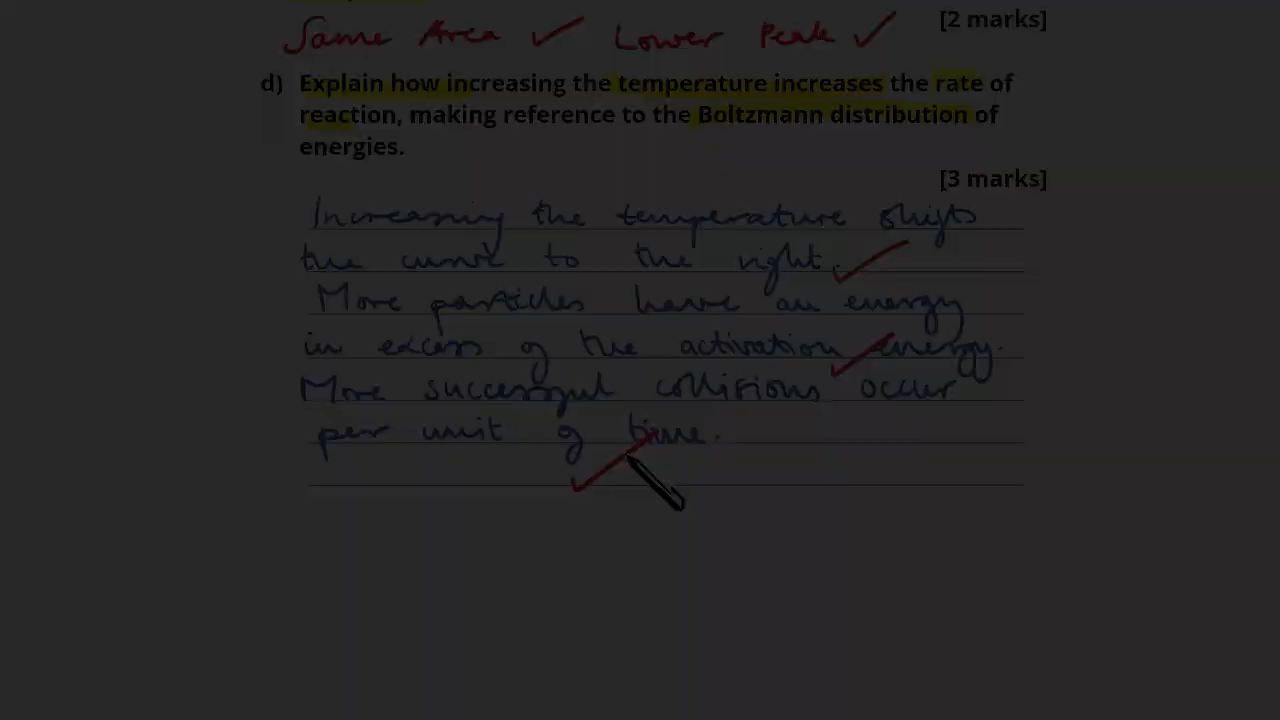 [2 marks]
Same Area ✓ Lower Peak ✓
d) Explain how increasing the temperature increases the rate of
reaction, making reference to the Boltzmann distribution of
energies.
[3 marks]
Increasing the temperature shifts
the curve to the right.
More particles have an energy
in excess of the activation energy.
More successful collisions occur
per unit of time.